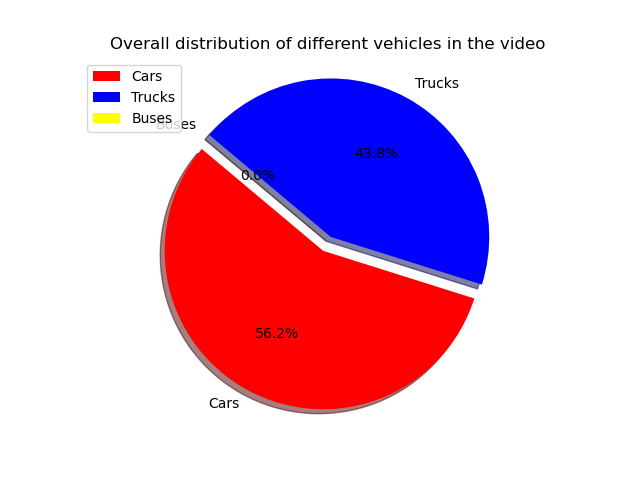 Overall distribution of different vehicles in the video
Cars
Trucks
Buses
Trucks
Buses
43.8%
0.0%
56.2%
Cars